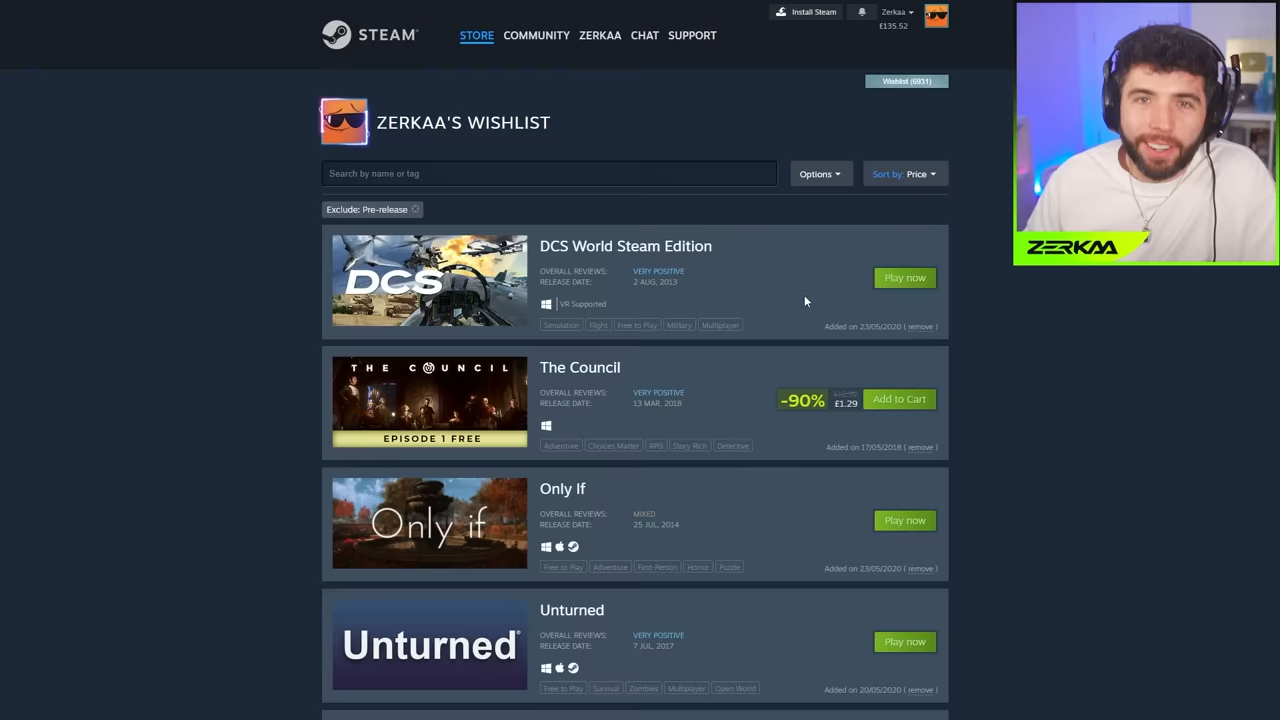 Install Steam
Zerkaa
£135.52
STEAM
STORE
COMMUNITY
ZERKAA
CHAT
SUPPORT
Wishlist (6931)
ZERKAA'S WISHLIST
Search by name or tag
Options
Sort by: Price
Exclude: Pre-release
ZERKAA
DCS
DCS World Steam Edition
OVERALL REVIEWS: VERY POSITIVE
RELEASE DATE: 2 AUG, 2013
VR Supported
Simulation Flight Free to Play Military Multiplayer
Play now
Added on 23/05/2020 ( remove )
THE COUNCIL
EPISODE 1 FREE
The Council
OVERALL REVIEWS: VERY POSITIVE
RELEASE DATE: 13 MAR, 2018
Adventure Choices Matter RPG Story Rich Detective
-90%
£1.29
Add to Cart
Added on 17/05/2018 ( remove )
Only if
Only If
OVERALL REVIEWS: MIXED
RELEASE DATE: 25 JUL, 2014
Free to Play Adventure First-Person Horror Puzzle
Play now
Added on 23/05/2020 ( remove )
Unturned
Unturned
OVERALL REVIEWS: VERY POSITIVE
RELEASE DATE: 7 JUL, 2017
Free to Play Survival Zombies Multiplayer Open World
Play now
Added on 20/05/2020 ( remove )